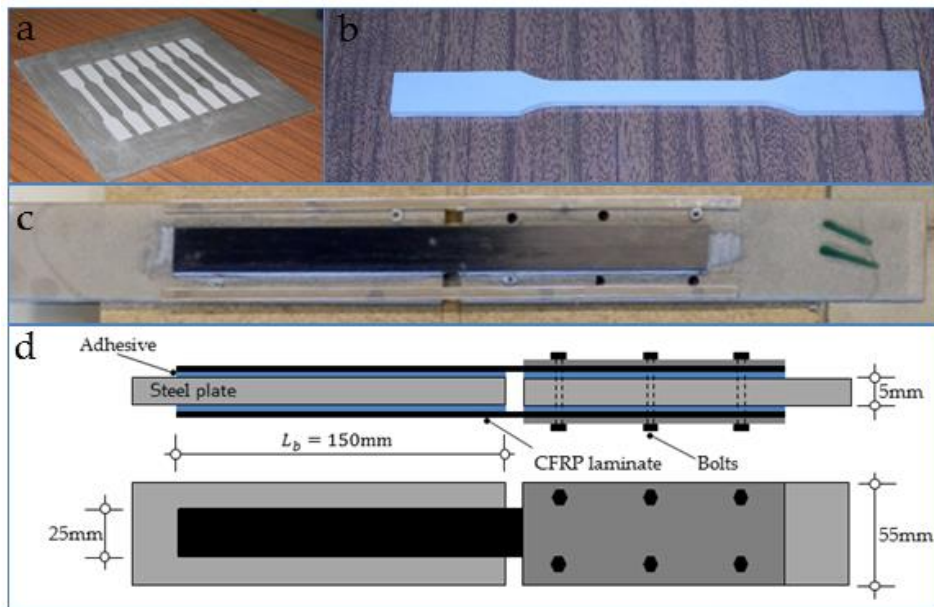 a
b
c
d
Adhesive
Steel plate
5mm
L_b = 150mm
CFRP laminate
Bolts
25mm
55mm